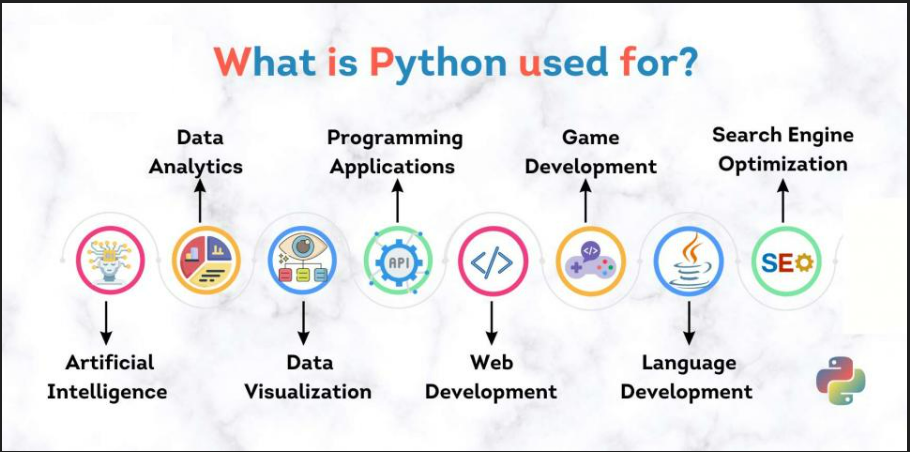 What is Python used for?
Data
Analytics
Programming
Applications
Game
Development
Search Engine
Optimization
API
</>
</>
SEO
Artificial
Intelligence
Data
Visualization
Web
Development
Language
Development